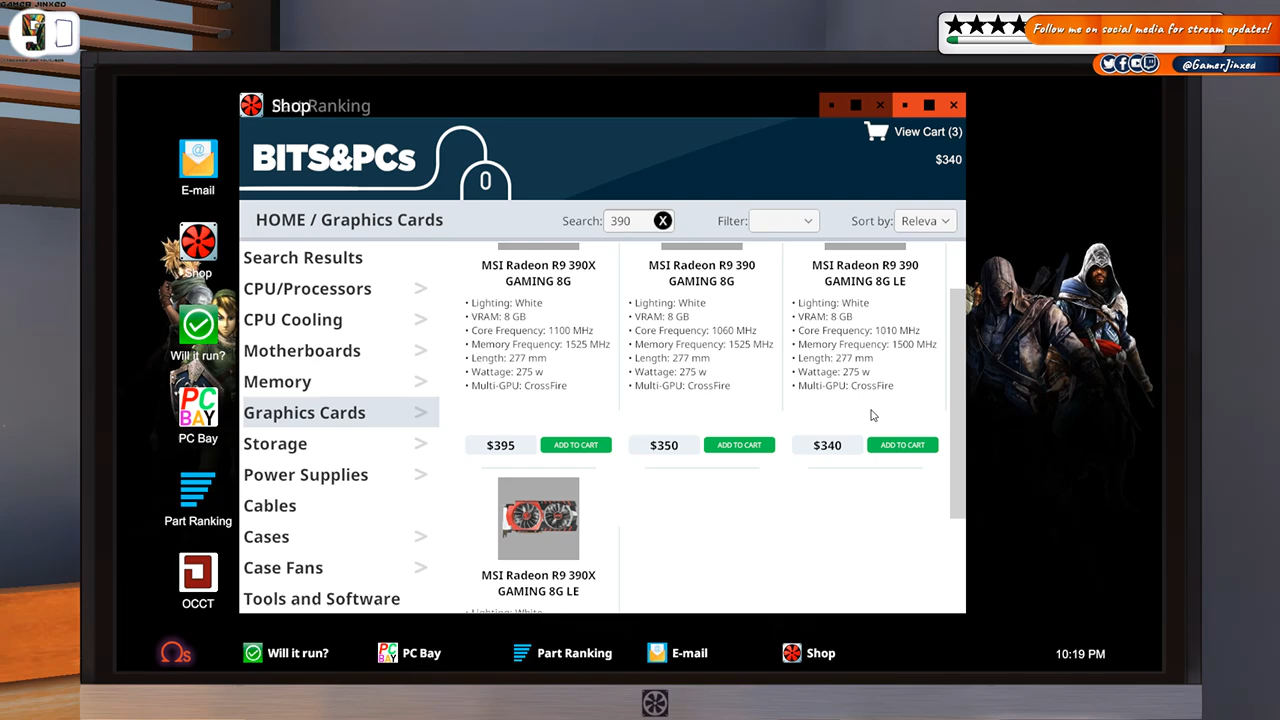 GAMER JINXED
Follow me on social media for stream updates!
@GamerJinxed
Shop Ranking
View Cart (3)
$340
BITS&PCs
HOME / Graphics Cards
Search: 390 X
Filter:
Sort by: Releva
E-mail
Shop
Will it run?
PC BAY
PC Bay
Part Ranking
OCCT
Search Results
CPU/Processors >
CPU Cooling >
Motherboards >
Memory >
Graphics Cards >
Storage >
Power Supplies >
Cables
Cases >
Case Fans >
Tools and Software
MSI Radeon R9 390X
GAMING 8G
• Lighting: White
• VRAM: 8 GB
• Core Frequency: 1100 MHz
• Memory Frequency: 1525 MHz
• Length: 277 mm
• Wattage: 275 w
• Multi-GPU: CrossFire
$395 ADD TO CART
MSI Radeon R9 390
GAMING 8G
• Lighting: White
• VRAM: 8 GB
• Core Frequency: 1060 MHz
• Memory Frequency: 1525 MHz
• Length: 277 mm
• Wattage: 275 w
• Multi-GPU: CrossFire
$350 ADD TO CART
MSI Radeon R9 390
GAMING 8G LE
• Lighting: White
• VRAM: 8 GB
• Core Frequency: 1010 MHz
• Memory Frequency: 1500 MHz
• Length: 277 mm
• Wattage: 275 w
• Multi-GPU: CrossFire
$340 ADD TO CART
MSI Radeon R9 390X
GAMING 8G LE
• Lighting: White
Ωs
Will it run?
PC BAY
PC Bay
Part Ranking
E-mail
Shop
10:19 PM